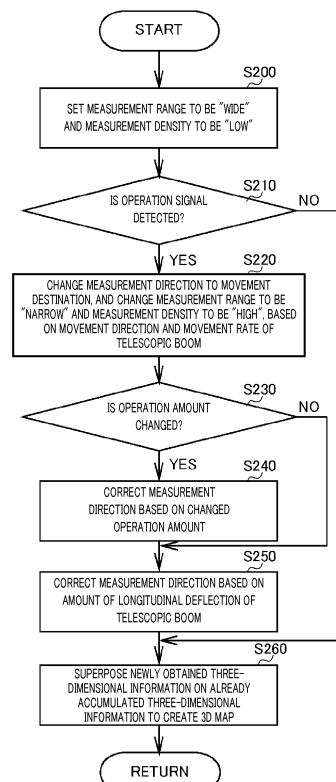 START
S200
SET MEASUREMENT RANGE TO BE "WIDE"
AND MEASUREMENT DENSITY TO BE "LOW"
S210
IS OPERATION SIGNAL
DETECTED?
NO
YES
S220
CHANGE MEASUREMENT DIRECTION TO MOVEMENT
DESTINATION, AND CHANGE MEASUREMENT RANGE TO BE
"NARROW" AND MEASUREMENT DENSITY TO BE "HIGH", BASED
ON MOVEMENT DIRECTION AND MOVEMENT RATE OF
TELESCOPIC BOOM
S230
IS OPERATION AMOUNT
CHANGED?
NO
YES
S240
CORRECT MEASUREMENT
DIRECTION BASED ON CHANGED
OPERATION AMOUNT
S250
CORRECT MEASUREMENT DIRECTION BASED ON
AMOUNT OF LONGITUDINAL DEFLECTION OF
TELESCOPIC BOOM
S260
SUPERPOSE NEWLY OBTAINED THREE-
DIMENSIONAL INFORMATION ON ALREADY
ACCUMULATED THREE-DIMENSIONAL
INFORMATION TO CREATE 3D MAP
RETURN